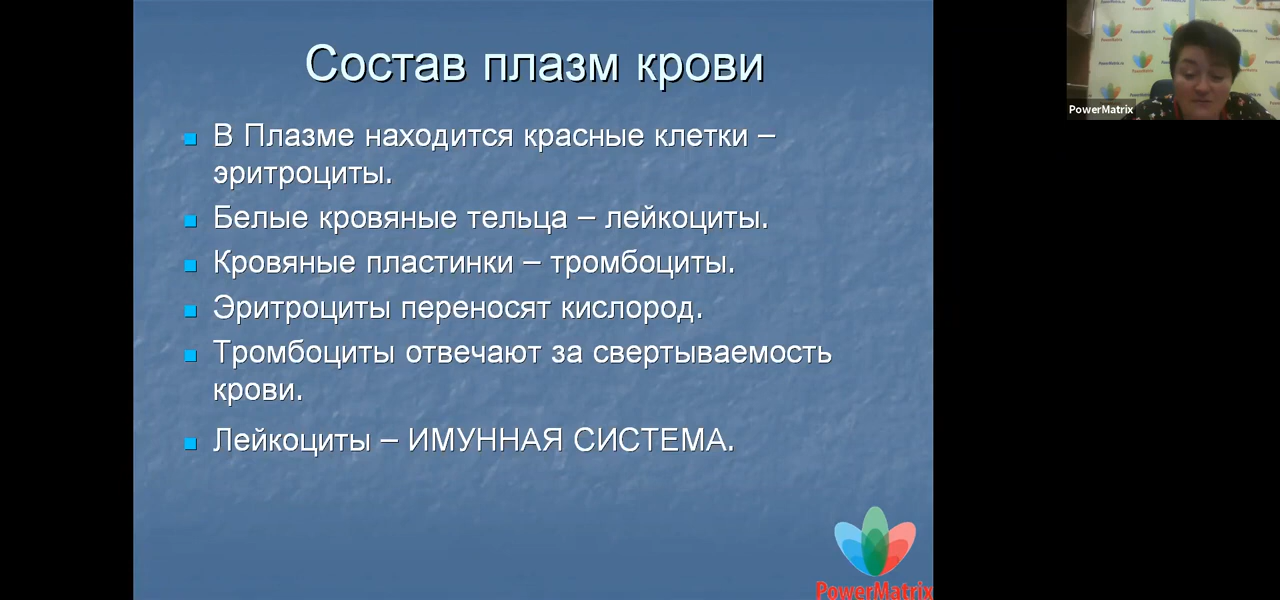 Состав плазм крови
В Плазме находится красные клетки –
эритроциты.
Белые кровяные тельца – лейкоциты.
Кровяные пластинки – тромбоциты.
Эритроциты переносят кислород.
Тромбоциты отвечают за свертываемость
крови.
Лейкоциты – ИМУННАЯ СИСТЕМА.
PowerMatrix
PowerMatrix